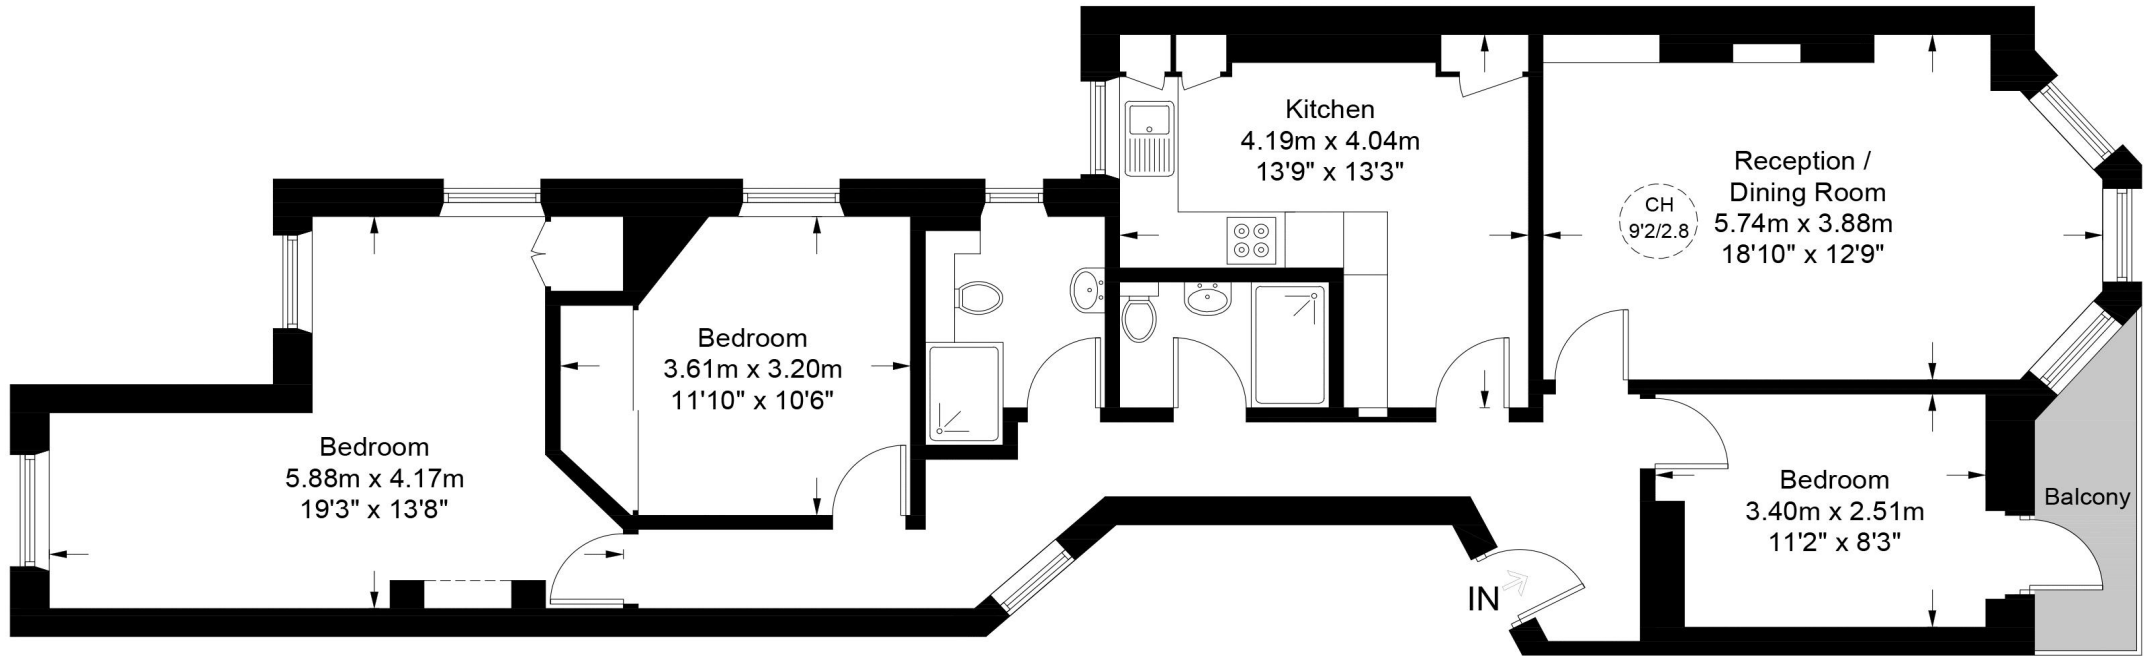 Kitchen
4.19m x 4.04m
13'9" x 13'3"
Reception /
Dining Room
5.74m x 3.88m
18'10" x 12'9"
CH
9'2/2.8
Bedroom
3.61m x 3.20m
11'10" x 10'6"
Bedroom
5.88m x 4.17m
19'3" x 13'8"
Bedroom
3.40m x 2.51m
11'2" x 8'3"
Balcony
IN